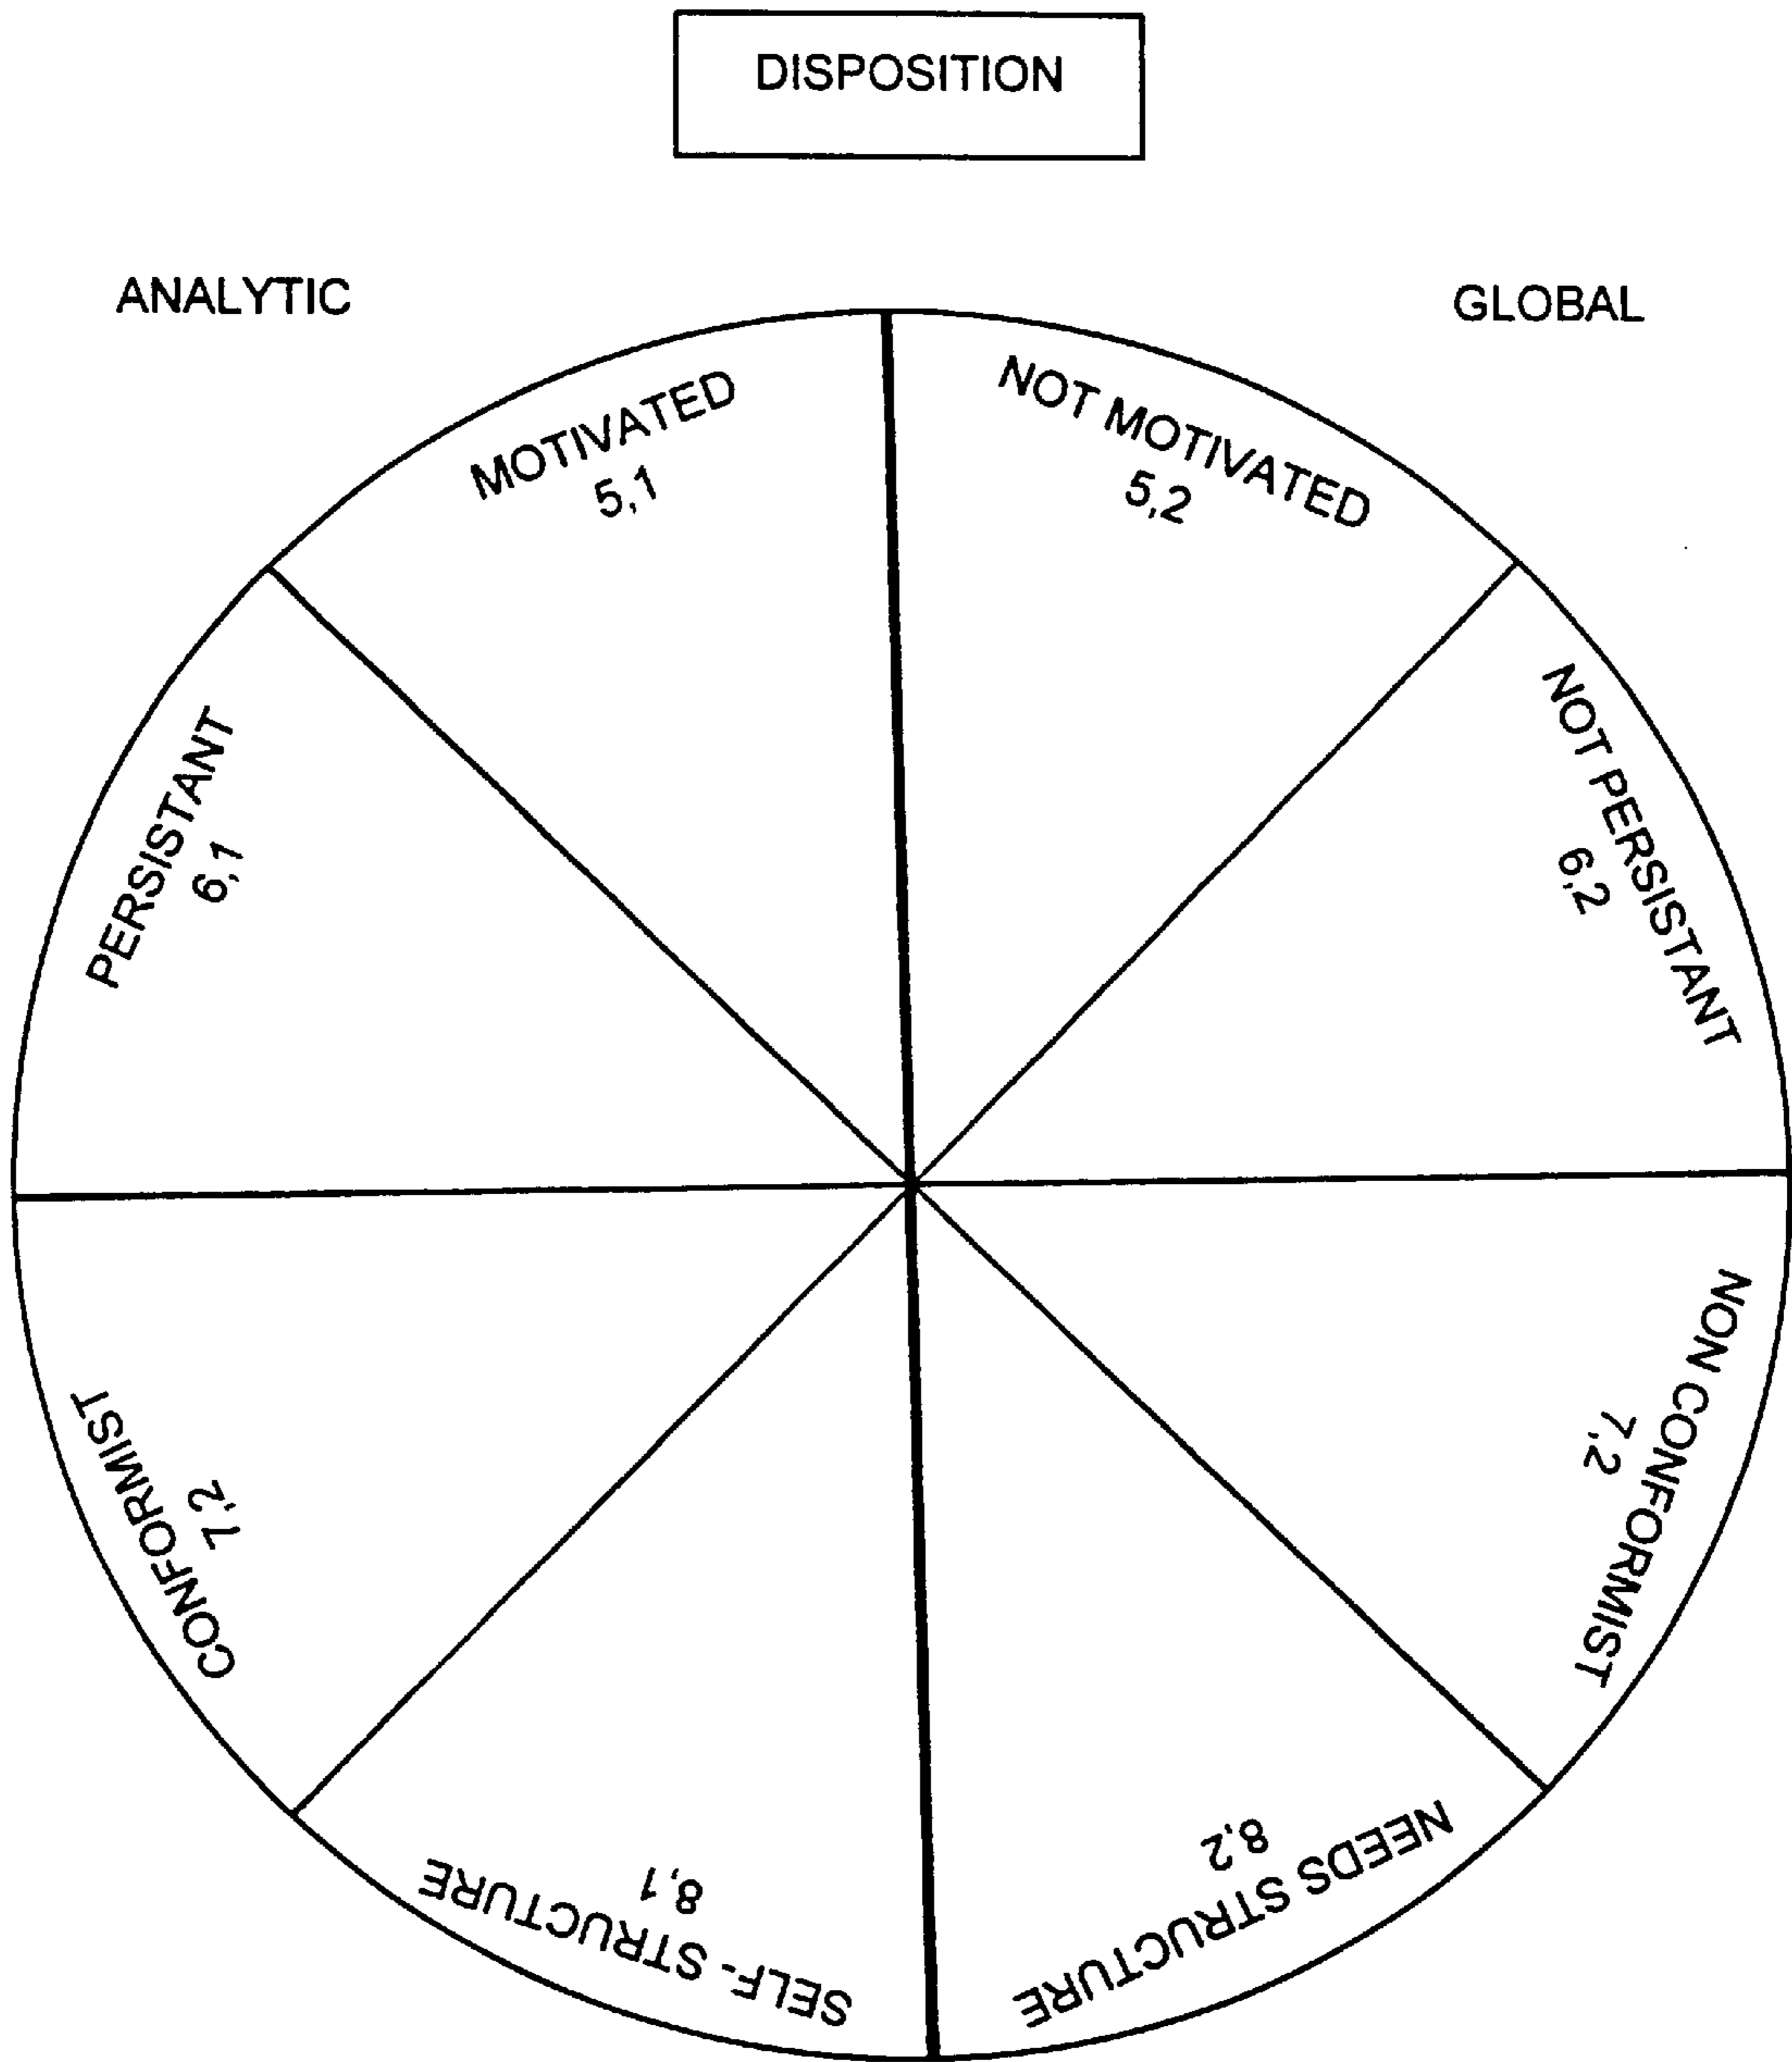 DISPOSITION
ANALYTIC
GLOBAL
MOTIVATED
5,1
NOT MOTIVATED
5,2
PERSISTANT
6,1
NOT PERSISTANT
6,2
CONFORMIST
7,2
NON CONFORMIST
7,2
SELF- STRUCTURE
8,1
NEEDS STRUCTURE
8,2